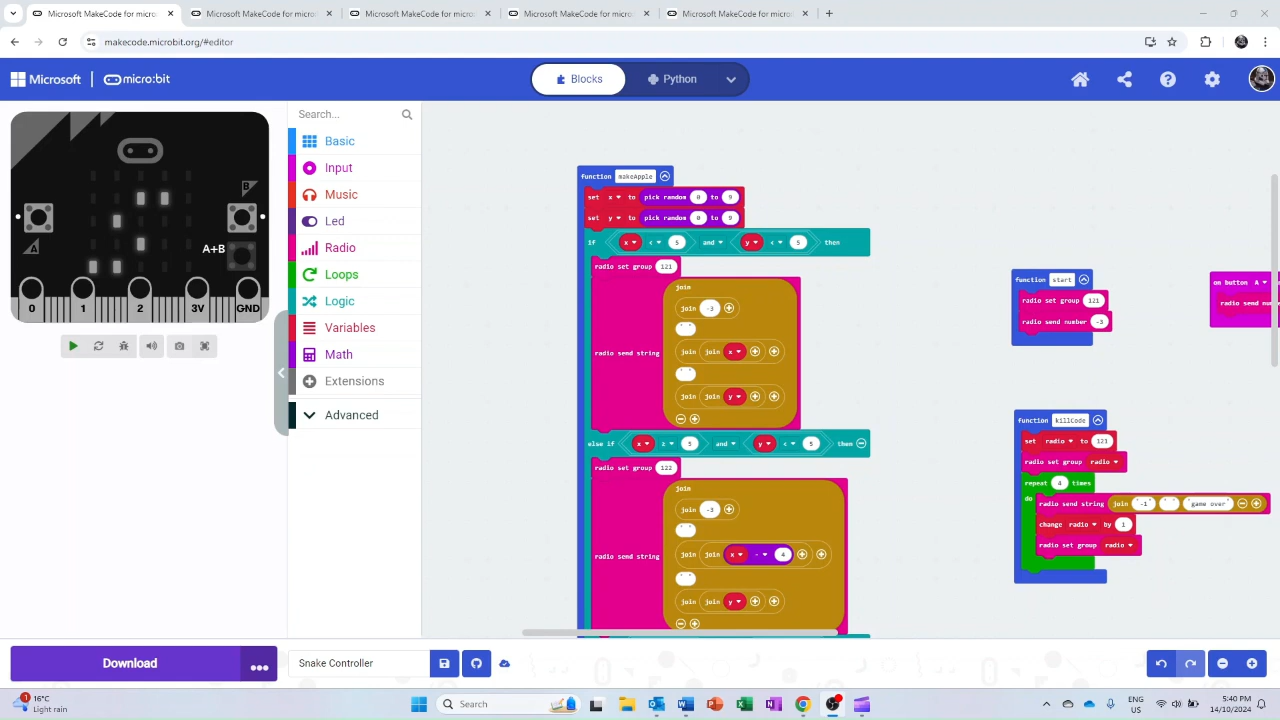 Microsoft MakeCode for micro:
Microsoft MakeCode for micro:
Microsoft MakeCode for micro:
Microsoft MakeCode for micro:
Microsoft MakeCode for micro:
makecode.microbit.org/#editor
Microsoft
micro:bit
Blocks
Python
A
B
A+B
0
1
2
3V
GND
Search...
Basic
Input
Music
Led
Radio
Loops
Logic
Variables
Math
Extensions
Advanced
function makeApple
set x to pick random 0 to 9
set y to pick random 0 to 9
if x < 5 and y < 5 then
radio set group 121
radio send string
join
join -3
" "
join join x
" "
join join y
else if x ≥ 5 and y < 5 then
radio set group 122
radio send string
join
join -3
" "
join join x - 4
" "
join join y
function start
radio set group 121
radio send number -3
on button A
radio send num
function killCode
set radio to 121
radio set group radio
repeat 4 times
do
radio send string join "-1" " " "game over"
change radio by 1
radio set group radio
Download
Snake Controller
1
16°C
Light rain
Search
ENG
US
5:40 PM
14/10/2024